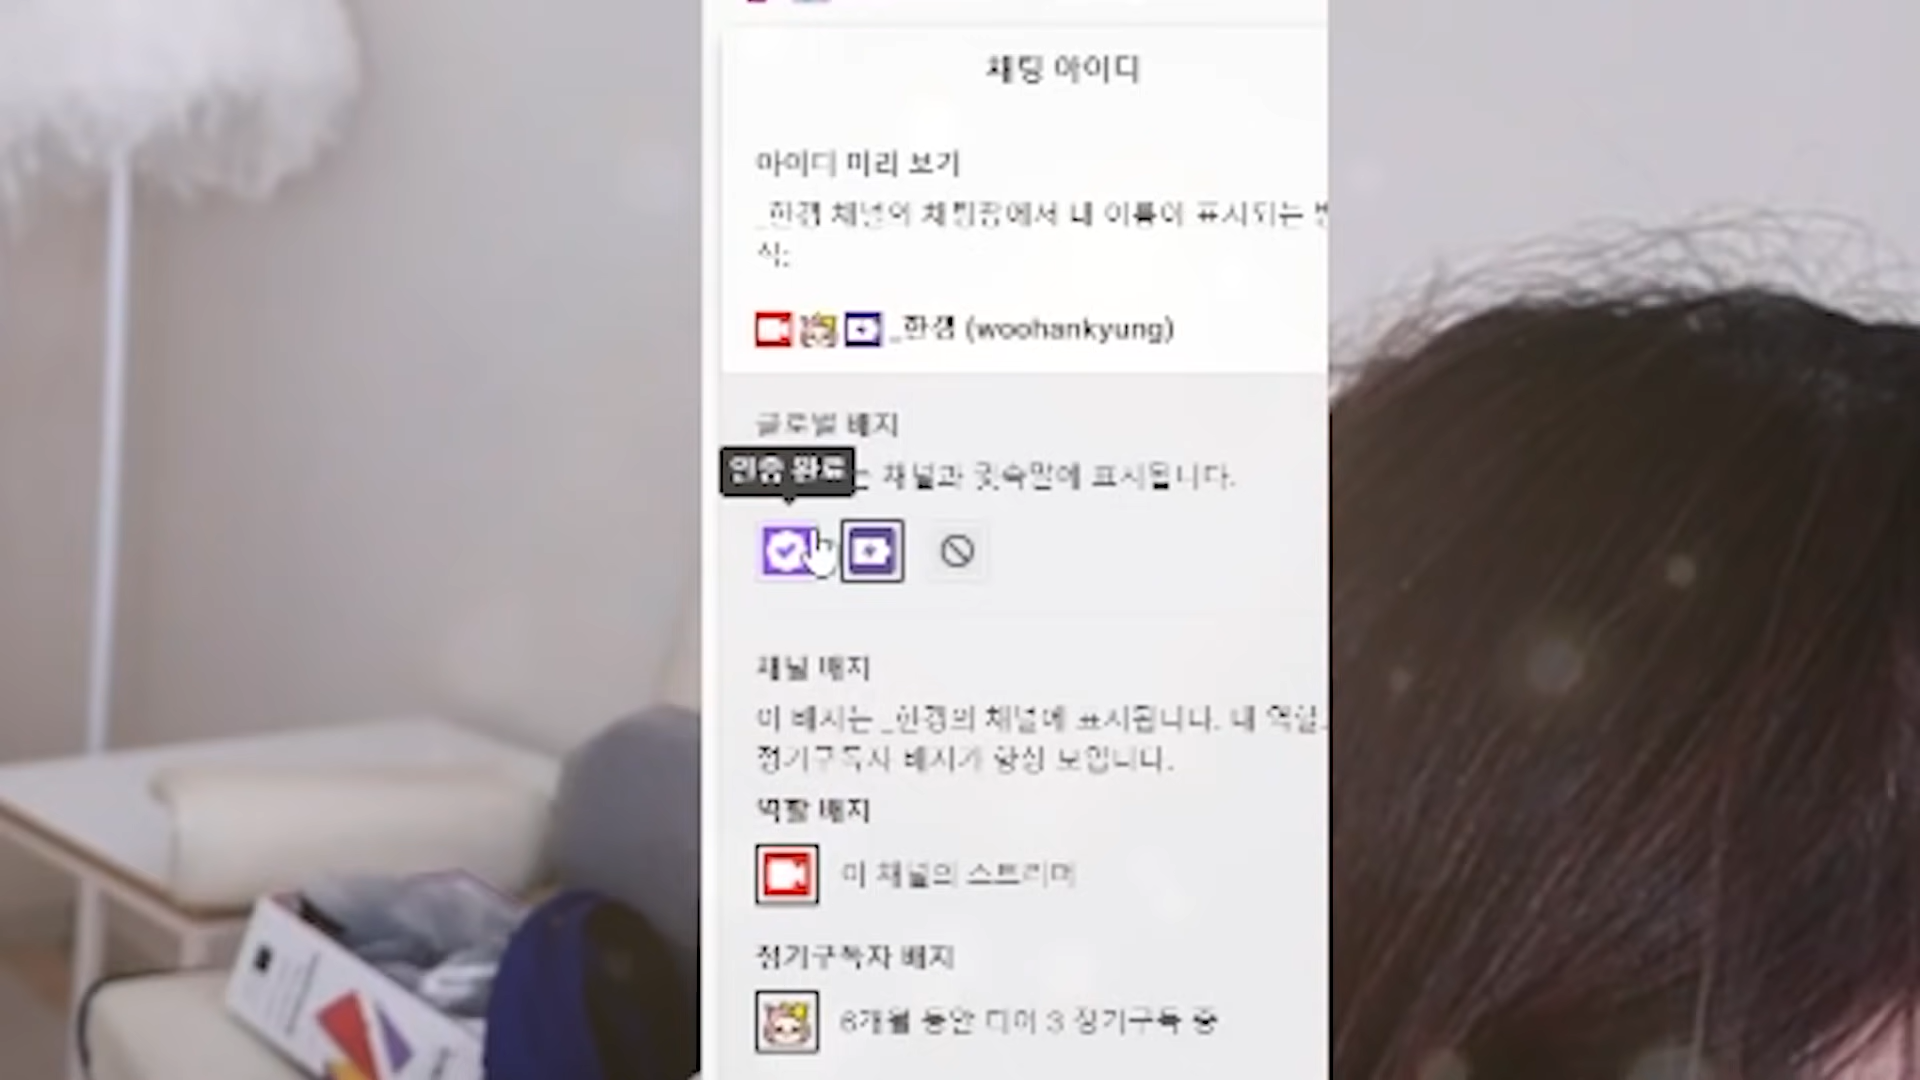 채팅 아이디
아이디 미리 보기
_한갱 채널의 채팅창에서 내 이름이 표시되는 방
식:
_한갱 (woohankyung)
글로벌 배지
인증 완료
는 채널과 귓속말에 표시됩니다.
채널 배지
이 배지는 _한갱의 채널에 표시됩니다. 내 역할
정기구독자 배지가 항상 보입니다.
역할 배지
이 채널의 스트리머
정기구독자 배지
6개월 동안 티어 3 정기구독 중